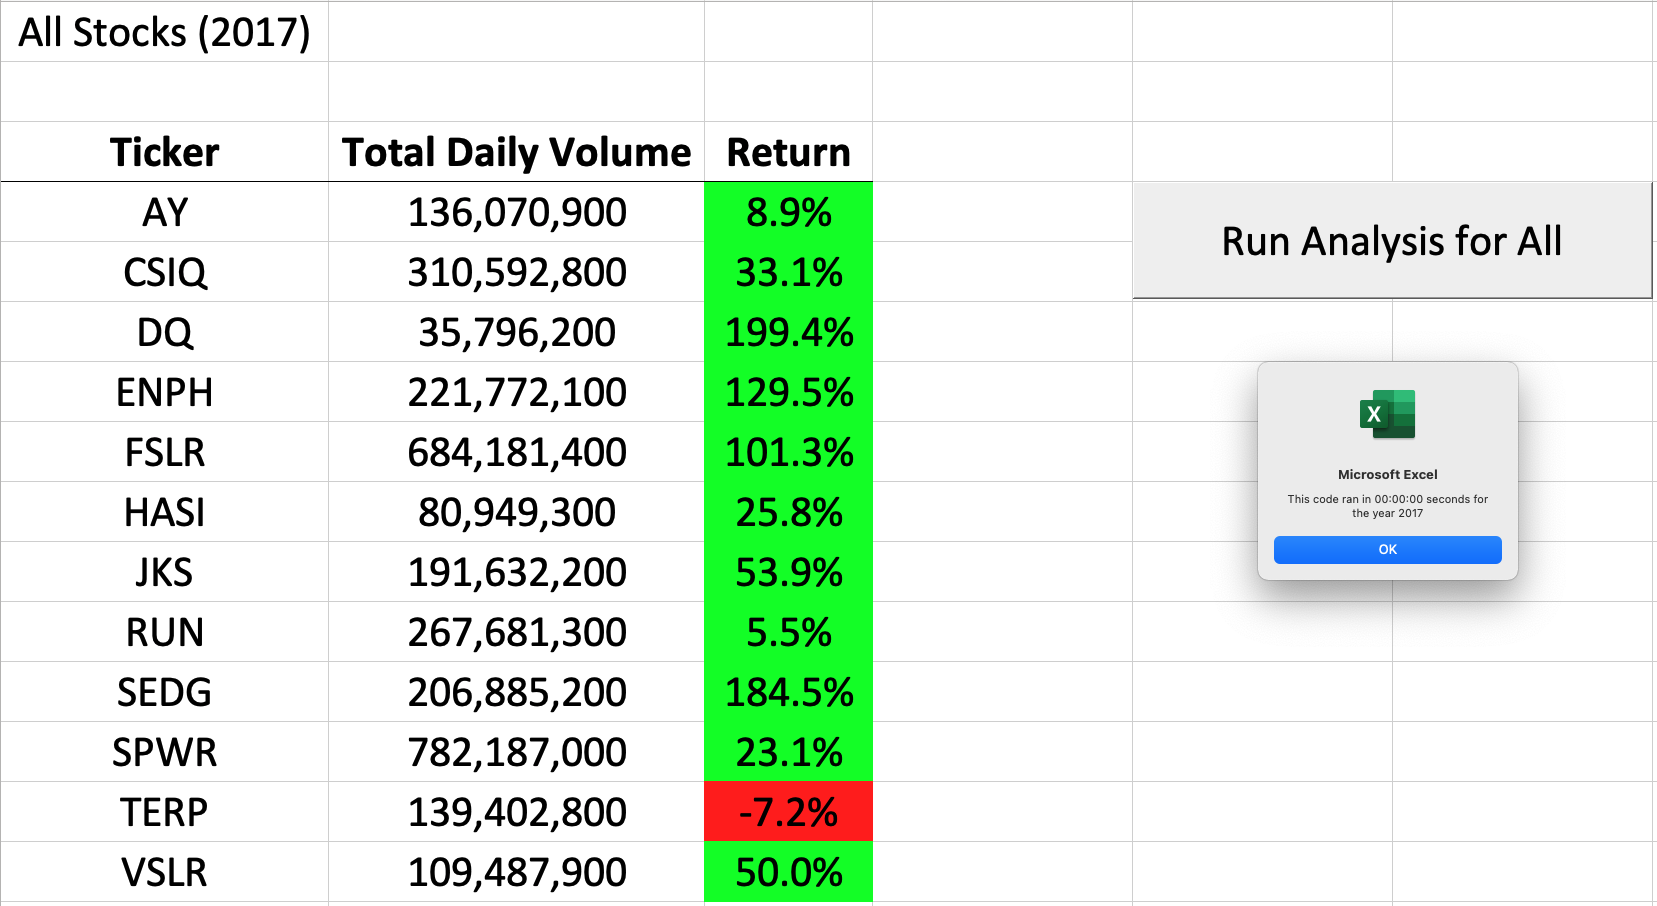 All Stocks (2017)
Ticker Total Daily Volume Return
AY 136,070,900 8.9%
CSIQ 310,592,800 33.1%
DQ 35,796,200 199.4%
ENPH 221,772,100 129.5%
FSLR 684,181,400 101.3%
HASI 80,949,300 25.8%
JKS 191,632,200 53.9%
RUN 267,681,300 5.5%
SEDG 206,885,200 184.5%
SPWR 782,187,000 23.1%
TERP 139,402,800 -7.2%
VSLR 109,487,900 50.0%
Run Analysis for All
X
Microsoft Excel
This code ran in 00:00:00 seconds for
the year 2017
OK